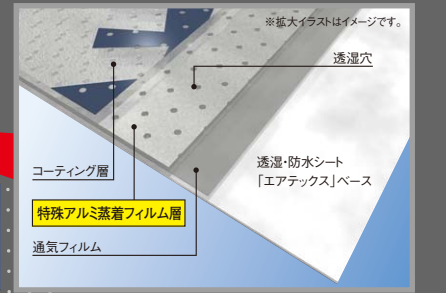 ※拡大イラストはイメージです。
透湿穴
コーティング層
透湿・防水シート
「エアテックス」ベース
特殊アルミ蒸着フィルム層
通気フィルム